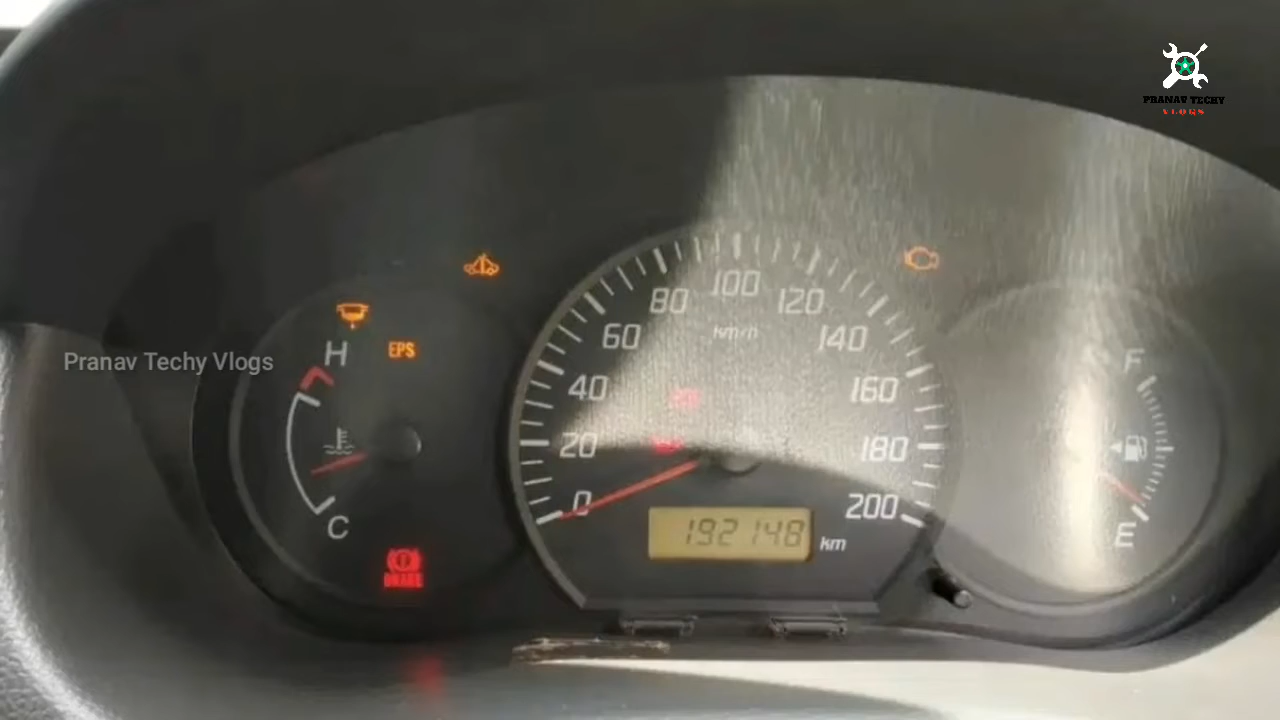 PRANAV TECHY
VLOGS
Pranav Techy Vlogs
H
EPS
C
BRAKE
0
20
40
60
80
100
120
140
160
180
200
km/h
192148 km
F
E